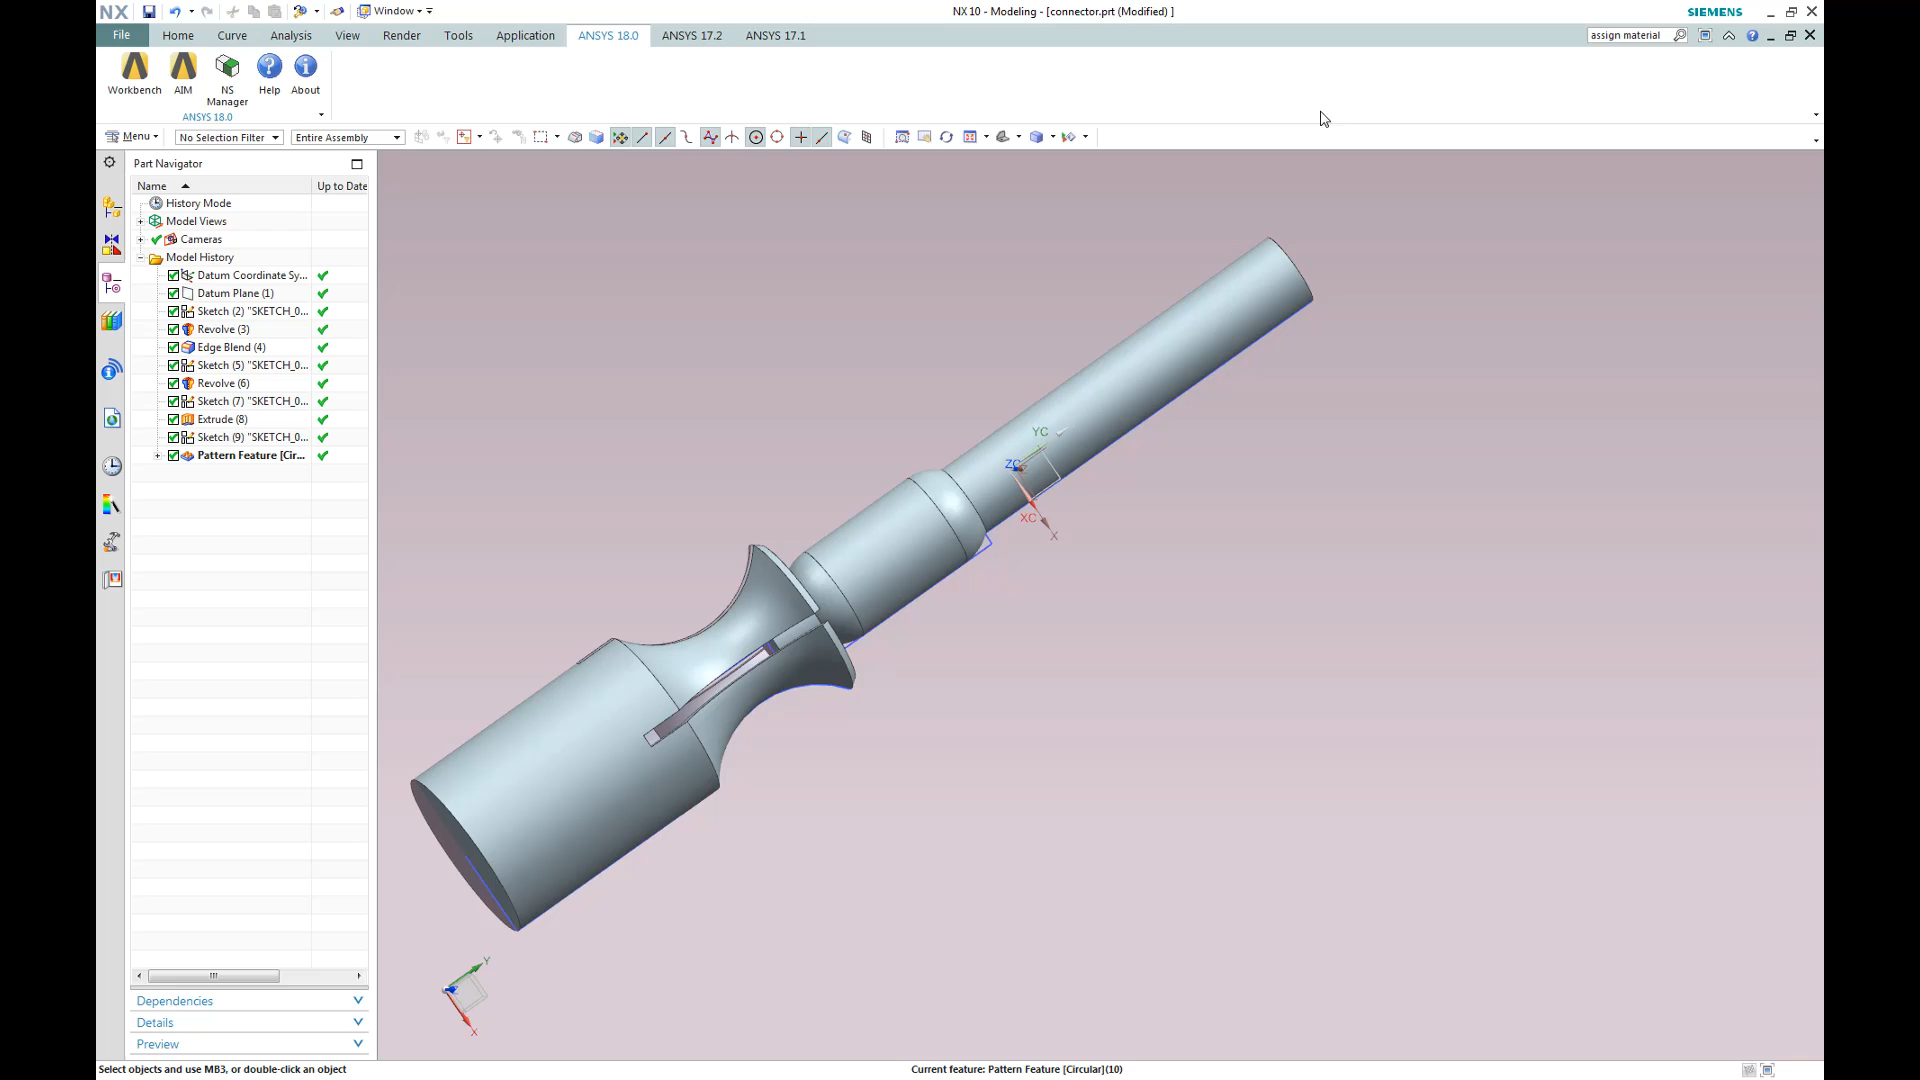 NX Window NX 10 - Modeling - [connector.prt (Modified) ] SIEMENS
File Home Curve Analysis View Render Tools Application ANSYS 18.0 ANSYS 17.2 ANSYS 17.1 assign material
Workbench AIM NS Manager Help About
ANSYS 18.0
Menu No Selection Filter Entire Assembly
Part Navigator
Name Up to Date
History Mode
Model Views
Cameras
Model History
Datum Coordinate Sy...
Datum Plane (1)
Sketch (2) "SKETCH_0...
Revolve (3)
Edge Blend (4)
Sketch (5) "SKETCH_0...
Revolve (6)
Sketch (7) "SKETCH_0...
Extrude (8)
Sketch (9) "SKETCH_0...
Pattern Feature [Cir...
YC
ZC
XC
X
Y
X
Dependencies
Details
Preview
Select objects and use MB3, or double-click an object Current feature: Pattern Feature [Circular](10)